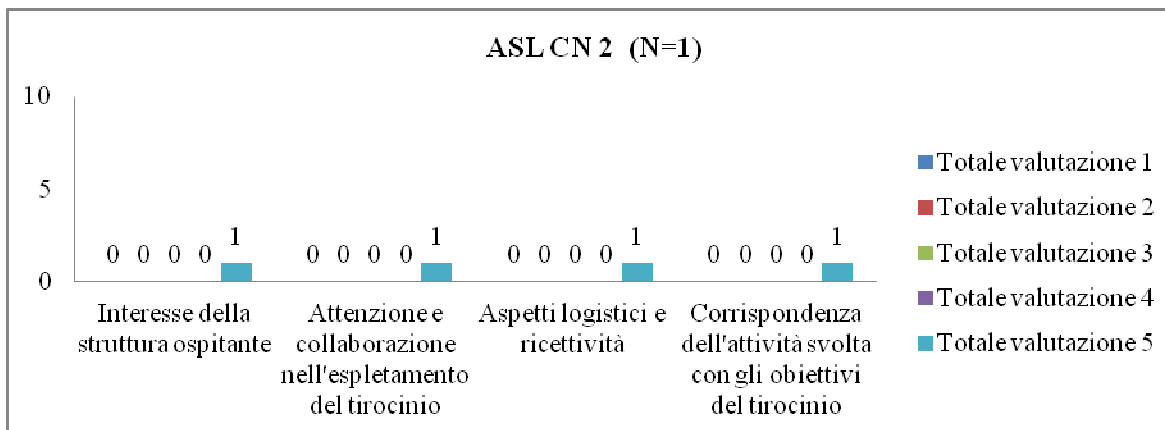 ASL CN 2 (N=1)
10
5
0
0 0 0 0 1
0 0 0 0 1
0 0 0 0 1
0 0 0 0 1
Interesse della
struttura ospitante
Attenzione e
collaborazione
nell'espletamento
del tirocinio
Aspetti logistici e
ricettività
Corrispondenza
dell'attività svolta
con gli obiettivi
del tirocinio
Totale valutazione 1
Totale valutazione 2
Totale valutazione 3
Totale valutazione 4
Totale valutazione 5